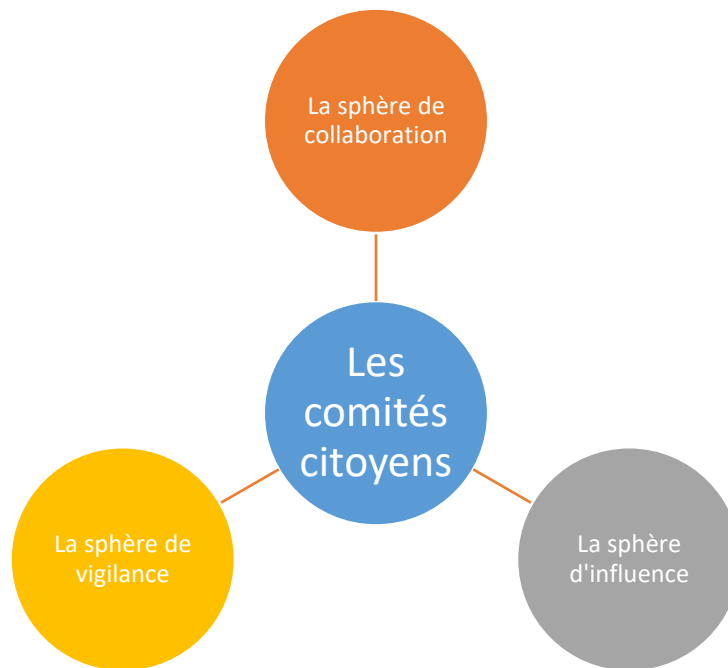 La sphère de
collaboration
Les
comités
citoyens
La sphère de
vigilance
La sphère
d'influence